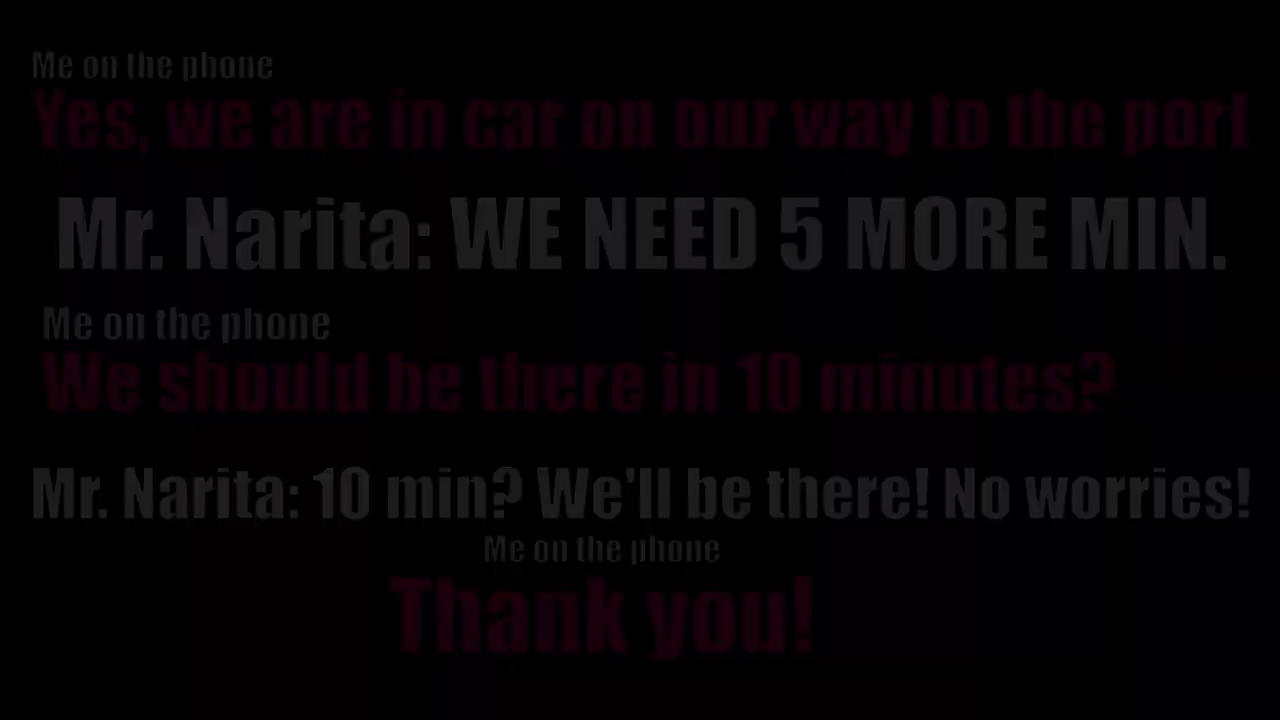 Me on the phone
Yes, we are in car on our way to the port
Mr. Narita: WE NEED 5 MORE MIN.
Me on the phone
We should be there in 10 minutes?
Mr. Narita: 10 min? We'll be there! No worries!
Me on the phone
Thank you!